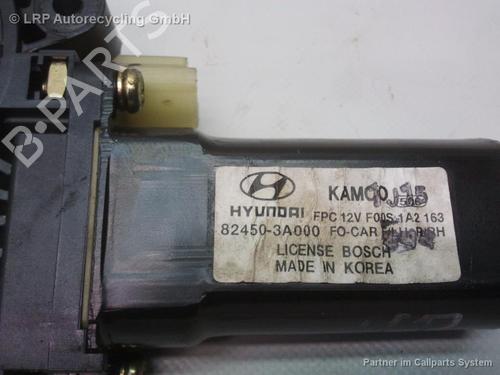 © LRP Autorecycling GmbH
B-PARTS
KAMCO
HYUNDAI
FPC 12V F00S 1A2 163
82450-3A000
FO-CAR
LICENSE BOSCH
MADE IN KOREA
Partner im Callparts System